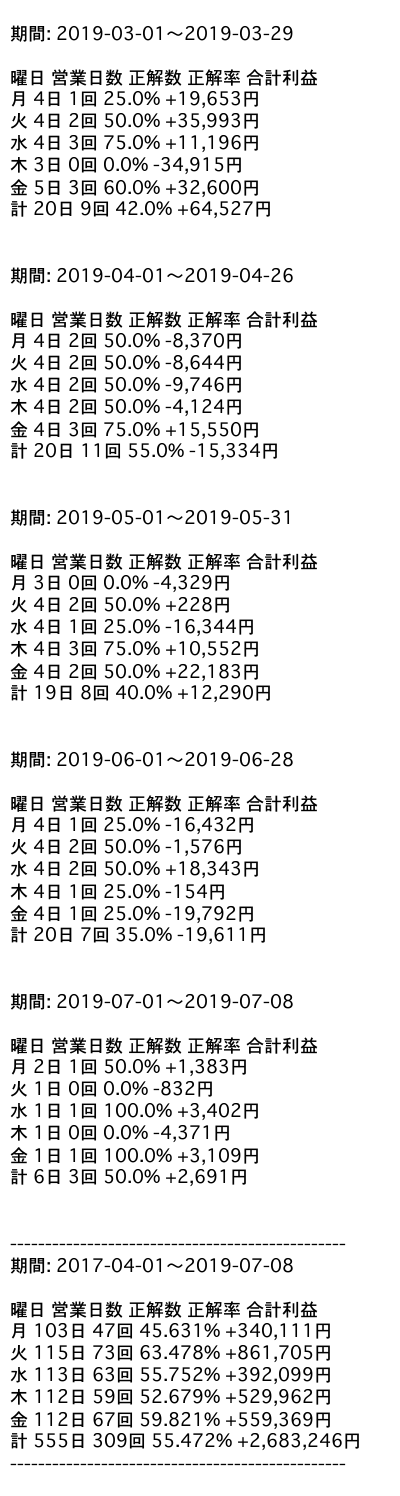 期間: 2019-03-01〜2019-03-29
曜日 営業日数 正解数 正解率 合計利益
月 4日 1回 25.0% +19,653円
火 4日 2回 50.0% +35,993円
水 4日 3回 75.0% +11,196円
木 3日 0回 0.0% -34,915円
金 5日 3回 60.0% +32,600円
計 20日 9回 42.0% +64,527円
期間: 2019-04-01〜2019-04-26
曜日 営業日数 正解数 正解率 合計利益
月 4日 2回 50.0% -8,370円
火 4日 2回 50.0% -8,644円
水 4日 2回 50.0% -9,746円
木 4日 2回 50.0% -4,124円
金 4日 3回 75.0% +15,550円
計 20日 11回 55.0% -15,334円
期間: 2019-05-01〜2019-05-31
曜日 営業日数 正解数 正解率 合計利益
月 3日 0回 0.0% -4,329円
火 4日 2回 50.0% +228円
水 4日 1回 25.0% -16,344円
木 4日 3回 75.0% +10,552円
金 4日 2回 50.0% +22,183円
計 19日 8回 40.0% +12,290円
期間: 2019-06-01〜2019-06-28
曜日 営業日数 正解数 正解率 合計利益
月 4日 1回 25.0% -16,432円
火 4日 2回 50.0% -1,576円
水 4日 2回 50.0% +18,343円
木 4日 1回 25.0% -154円
金 4日 1回 25.0% -19,792円
計 20日 7回 35.0% -19,611円
期間: 2019-07-01〜2019-07-08
曜日 営業日数 正解数 正解率 合計利益
月 2日 1回 50.0% +1,383円
火 1日 0回 0.0% -832円
水 1日 1回 100.0% +3,402円
木 1日 0回 0.0% -4,371円
金 1日 1回 100.0% +3,109円
計 6日 3回 50.0% +2,691円
------------------------------------------------
期間: 2017-04-01〜2019-07-08
曜日 営業日数 正解数 正解率 合計利益
月 103日 47回 45.631% +340,111円
火 115日 73回 63.478% +861,705円
水 113日 63回 55.752% +392,099円
木 112日 59回 52.679% +529,962円
金 112日 67回 59.821% +559,369円
計 555日 309回 55.472% +2,683,246円
------------------------------------------------